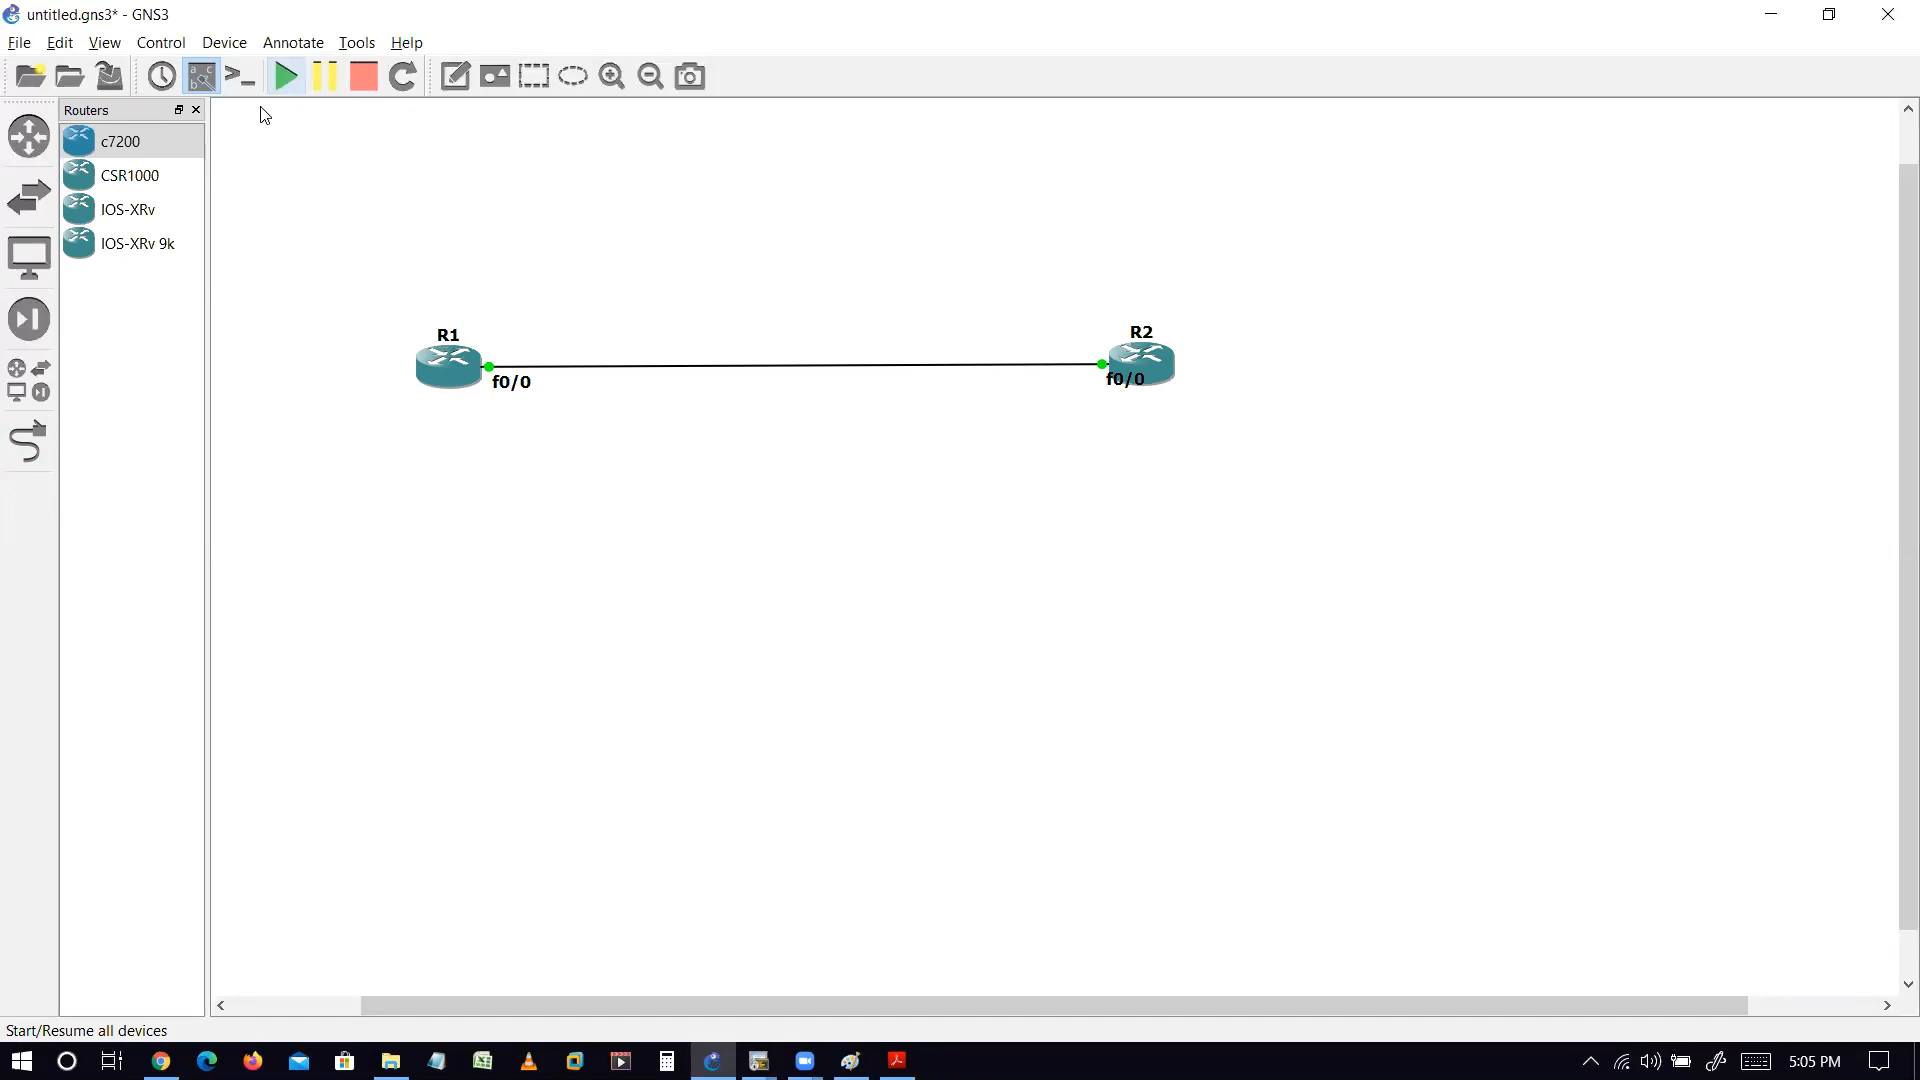 untitled.gns3* - GNS3
File Edit View Control Device Annotate Tools Help
Routers
c7200
CSR1000
IOS-XRv
IOS-XRv 9k
R1
f0/0
R2
f0/0
Start/Resume all devices
5:05 PM